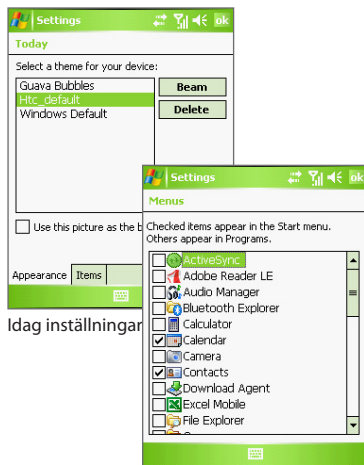 Settings
ok
Today
Select a theme for your device:
Guava Bubbles
Beam
Htc_default
Delete
Windows Default
Use this picture as the b
Appearance Items
Idag inställningar
Settings
ok
Menus
Checked items appear in the Start menu.
Others appear in Programs.
ActiveSync
Adobe Reader LE
Audio Manager
Bluetooth Explorer
Calculator
Calendar
Camera
Contacts
Download Agent
Excel Mobile
File Explorer